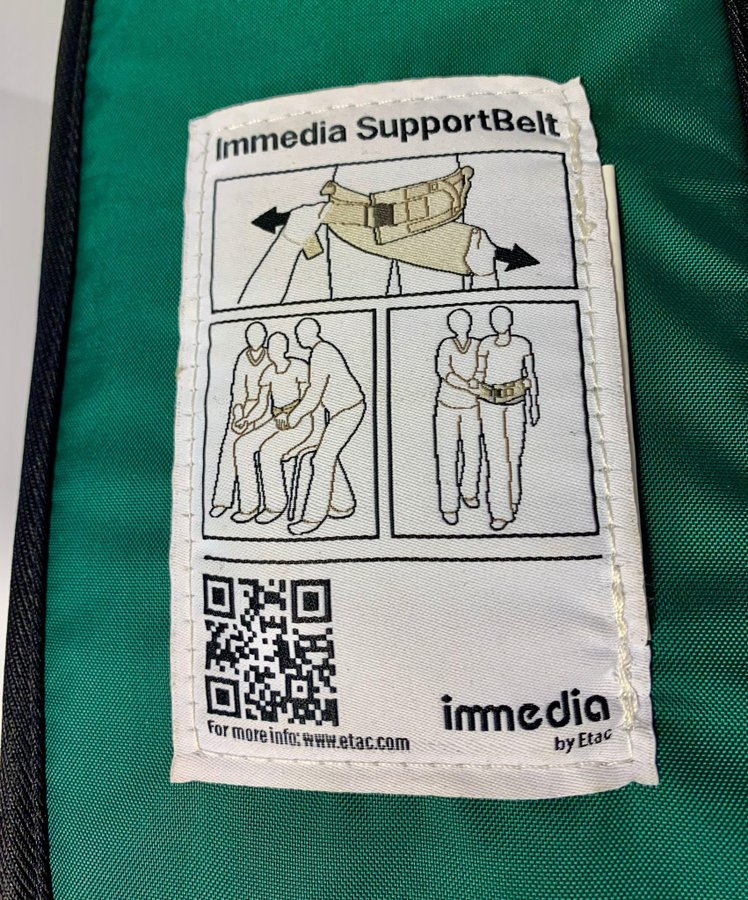 Immedia SupportBelt
For more info: www.etac.com
immedia
by Etac